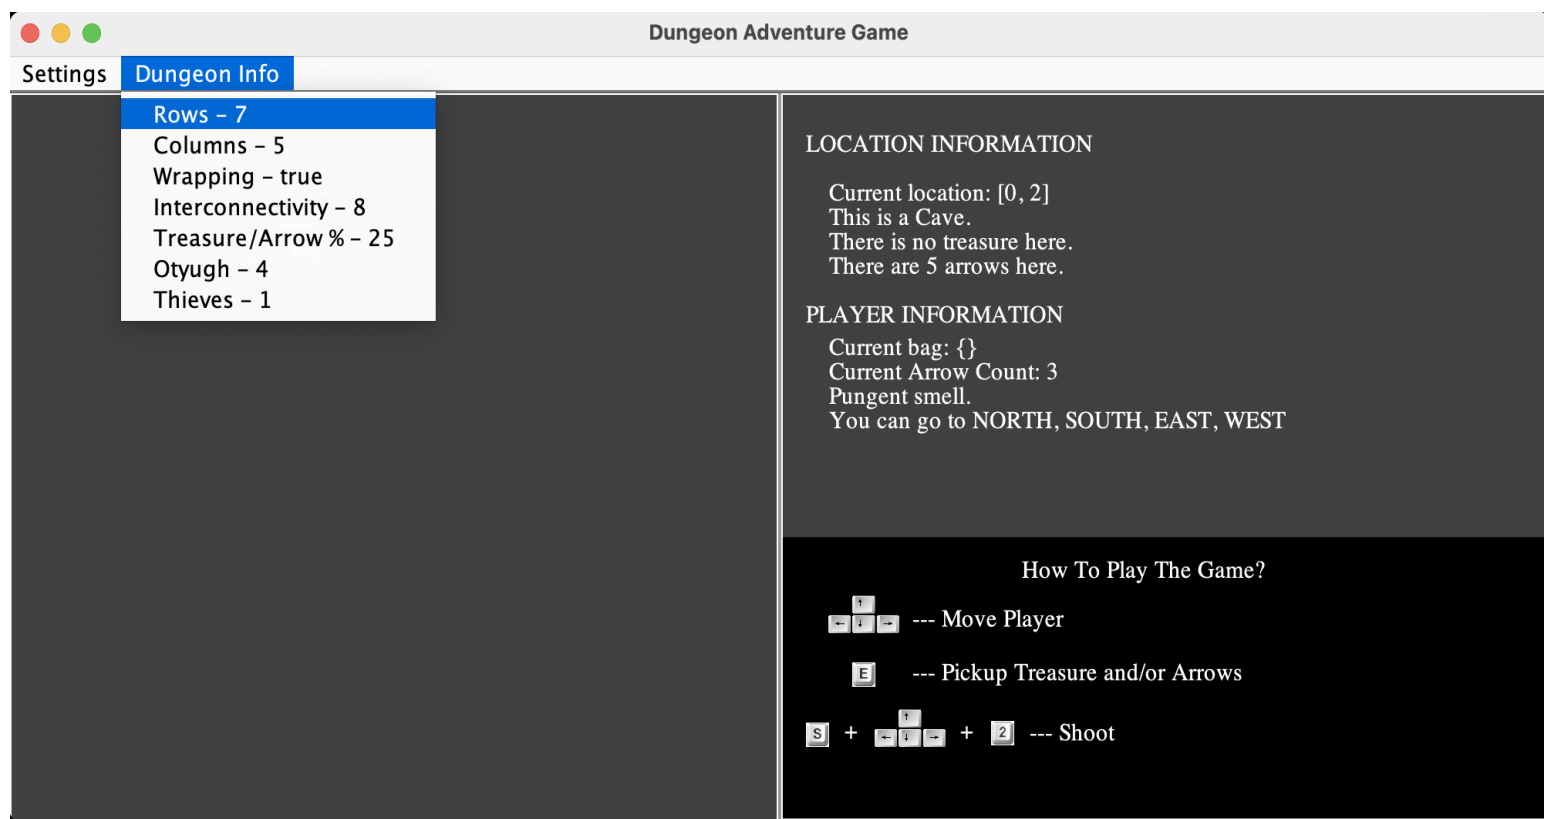 Dungeon Adventure Game
Settings Dungeon Info
Rows – 7
Columns – 5
Wrapping – true
Interconnectivity – 8
Treasure/Arrow % – 25
Otyugh – 4
Thieves – 1
LOCATION INFORMATION
Current location: [0, 2]
This is a Cave.
There is no treasure here.
There are 5 arrows here.
PLAYER INFORMATION
Current bag: {}
Current Arrow Count: 3
Pungent smell.
You can go to NORTH, SOUTH, EAST, WEST
How To Play The Game?
↑
← ↓ → --- Move Player
E --- Pickup Treasure and/or Arrows
↑
S + ← ↓ → + 2 --- Shoot